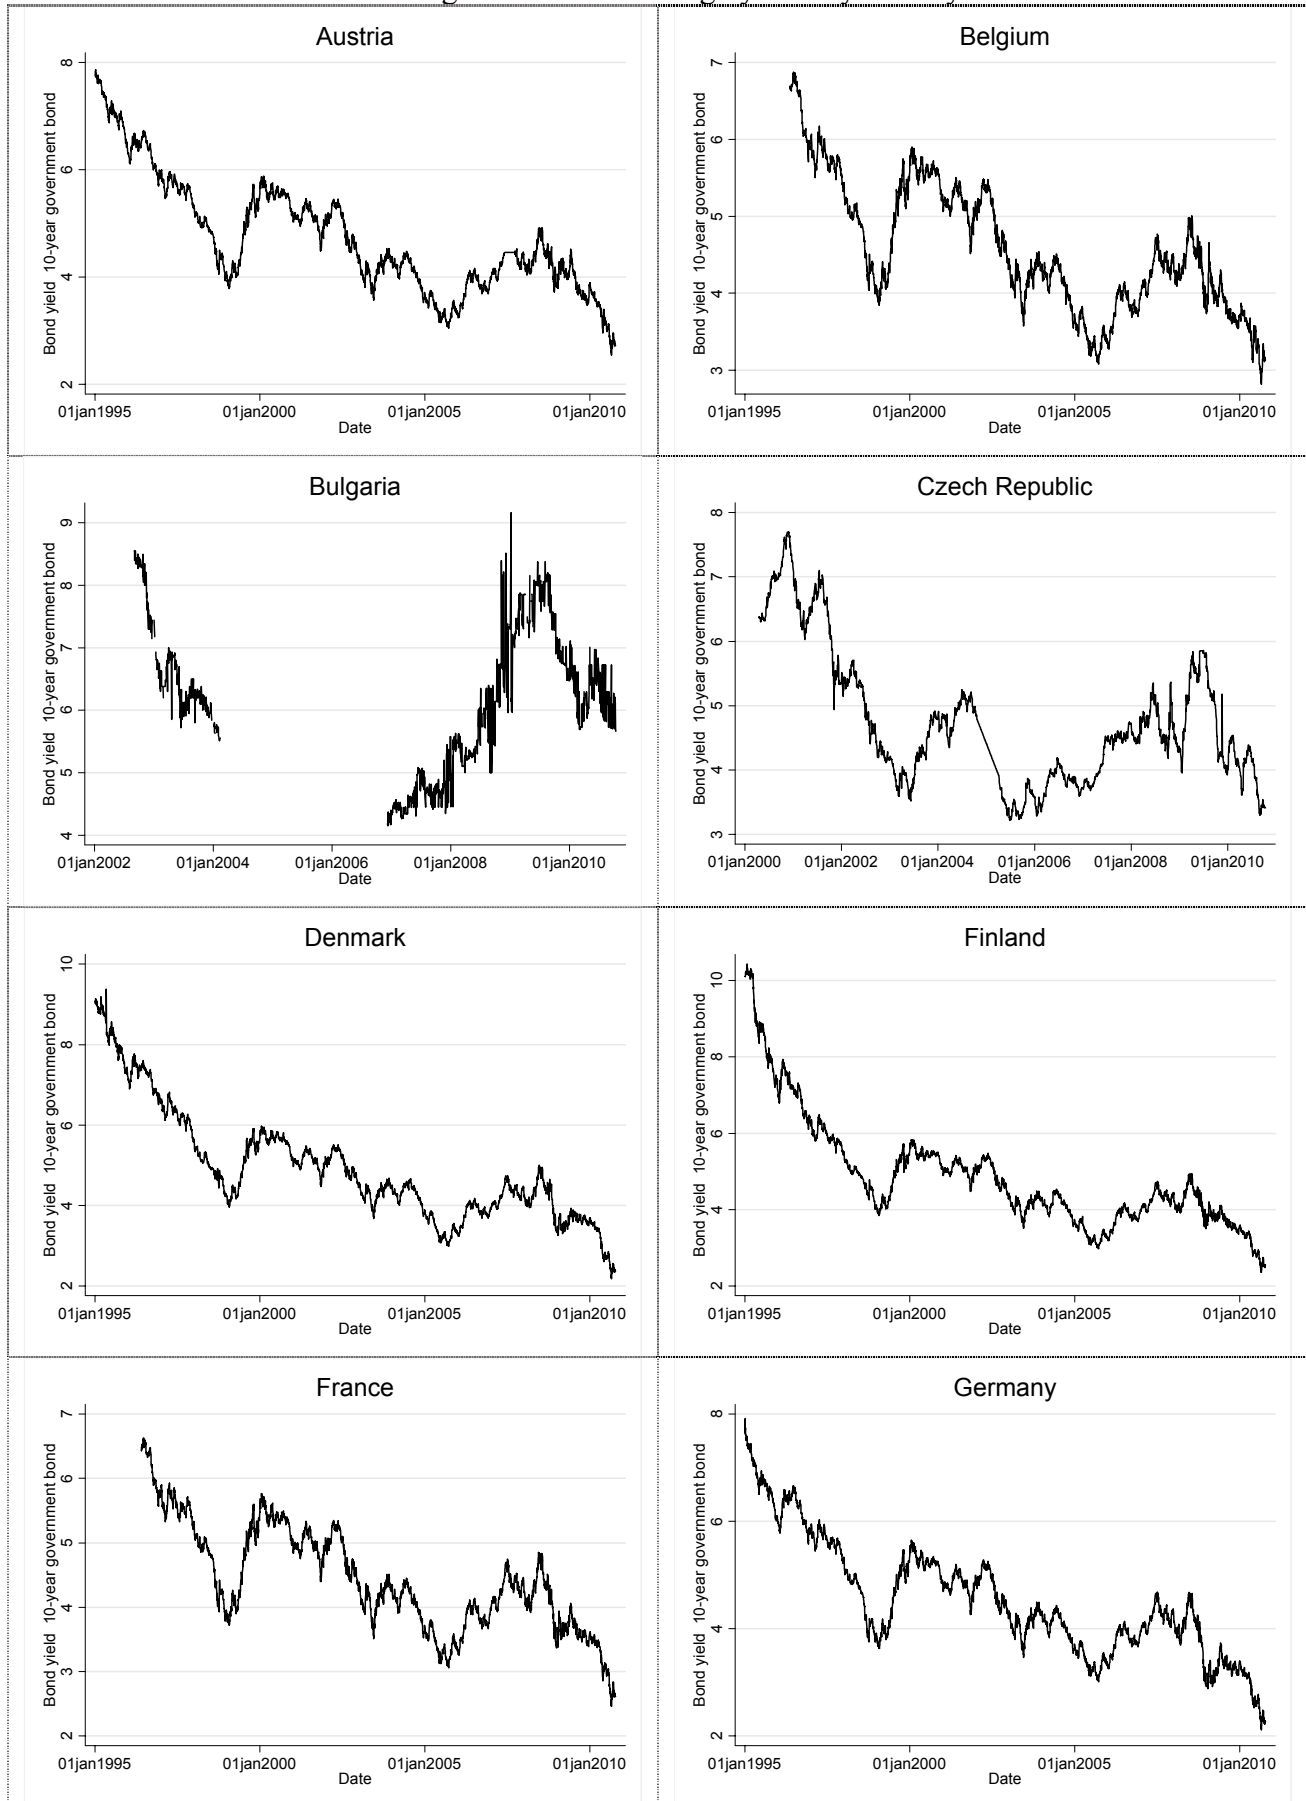 Austria
Bond yield 10-year government bond
8
6
4
2
01jan1995 01jan2000 01jan2005 01jan2010
Date
Belgium
Bond yield 10-year government bond
7
6
5
4
3
01jan1995 01jan2000 01jan2005 01jan2010
Date
Bulgaria
Bond yield 10-year government bond
9
8
7
6
5
4
01jan2002 01jan2004 01jan2006 01jan2008 01jan2010
Date
Czech Republic
Bond yield 10-year government bond
8
7
6
5
4
3
01jan2000 01jan2002 01jan2004 01jan2006 01jan2008 01jan2010
Date
Denmark
Bond yield 10-year government bond
10
8
6
4
2
01jan1995 01jan2000 01jan2005 01jan2010
Date
Finland
Bond yield 10-year government bond
10
8
6
4
2
01jan1995 01jan2000 01jan2005 01jan2010
Date
France
Bond yield 10-year government bond
7
6
5
4
3
2
01jan1995 01jan2000 01jan2005 01jan2010
Date
Germany
Bond yield 10-year government bond
8
6
4
2
01jan1995 01jan2000 01jan2005 01jan2010
Date